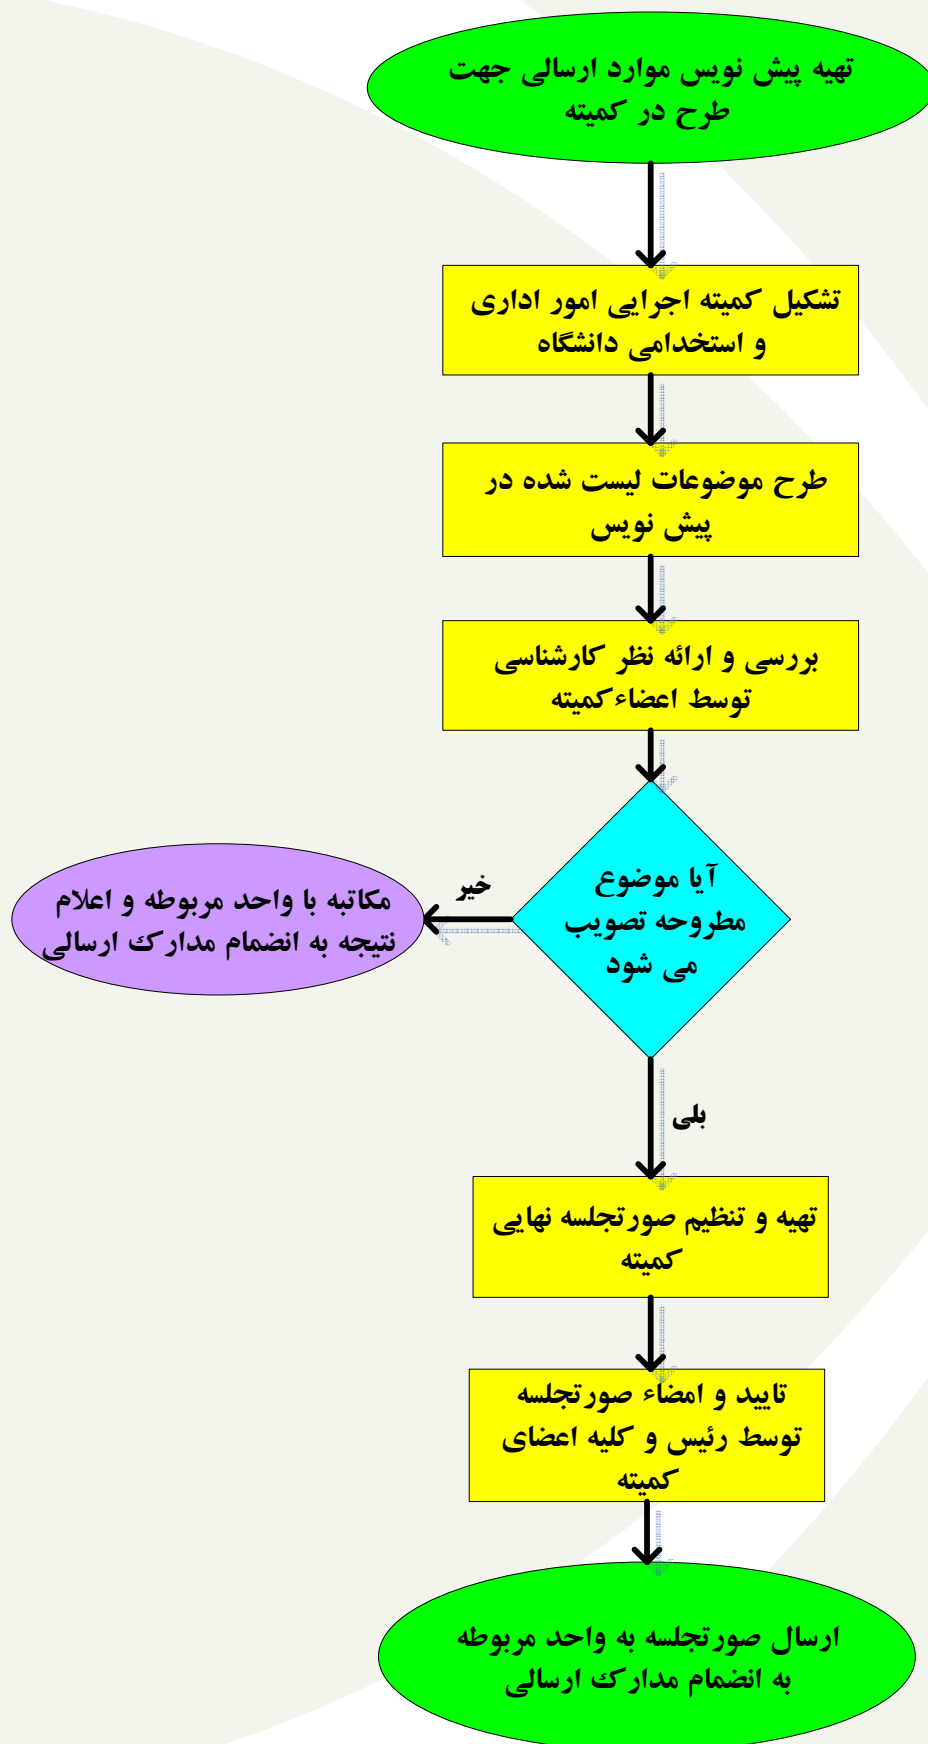 تهیه پیش نویس موارد ارسالی جهت
طرح در کمیته
تشکیل کمیته اجرایی امور اداری
و استخدامی دانشگاه
طرح موضوعات لیست شده در
پیش نویس
بررسی و ارائه نظر کارشناسی
توسط اعضاء کمیته
آیا موضوع
مطروحه تصویب
می شود
خیر
مکاتبه با واحد مربوطه و اعلام
نتیجه به انضمام مدارک ارسالی
بلی
تهیه و تنظیم صورتجلسه نهایی
کمیته
تایید و امضاء صورتجلسه
توسط رئیس و کلیه اعضای
کمیته
ارسال صورتجلسه به واحد مربوطه
به انضمام مدارک ارسالی